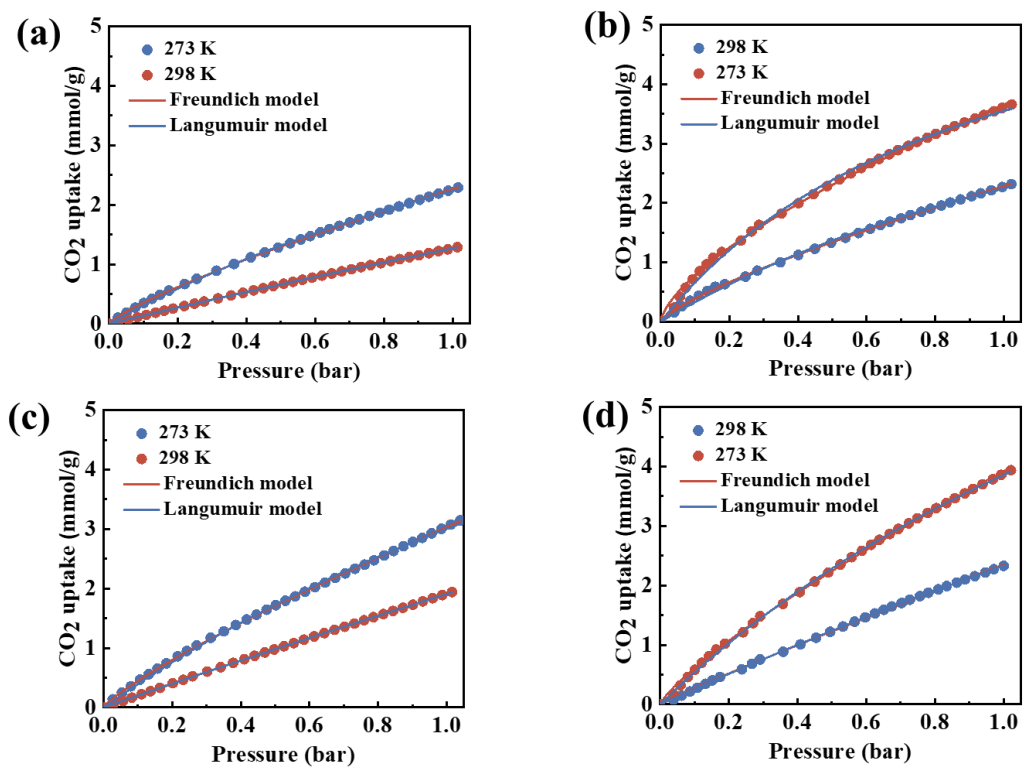 (a)
CO2 uptake (mmol/g)
5
4
3
2
1
0
273 K
298 K
Freundich model
Langumuir model
0.0 0.2 0.4 0.6 0.8 1.0
Pressure (bar)
(b)
CO2 uptake (mmol/g)
5
4
3
2
1
0
298 K
273 K
Freundich model
Langumuir model
0.0 0.2 0.4 0.6 0.8 1.0
Pressure (bar)
(c)
CO2 uptake (mmol/g)
5
4
3
2
1
0
273 K
298 K
Freundich model
Langumuir model
0.0 0.2 0.4 0.6 0.8 1.0
Pressure (bar)
(d)
CO2 uptake (mmol/g)
5
4
3
2
1
0
298 K
273 K
Freundich model
Langumuir model
0.0 0.2 0.4 0.6 0.8 1.0
Pressure (bar)